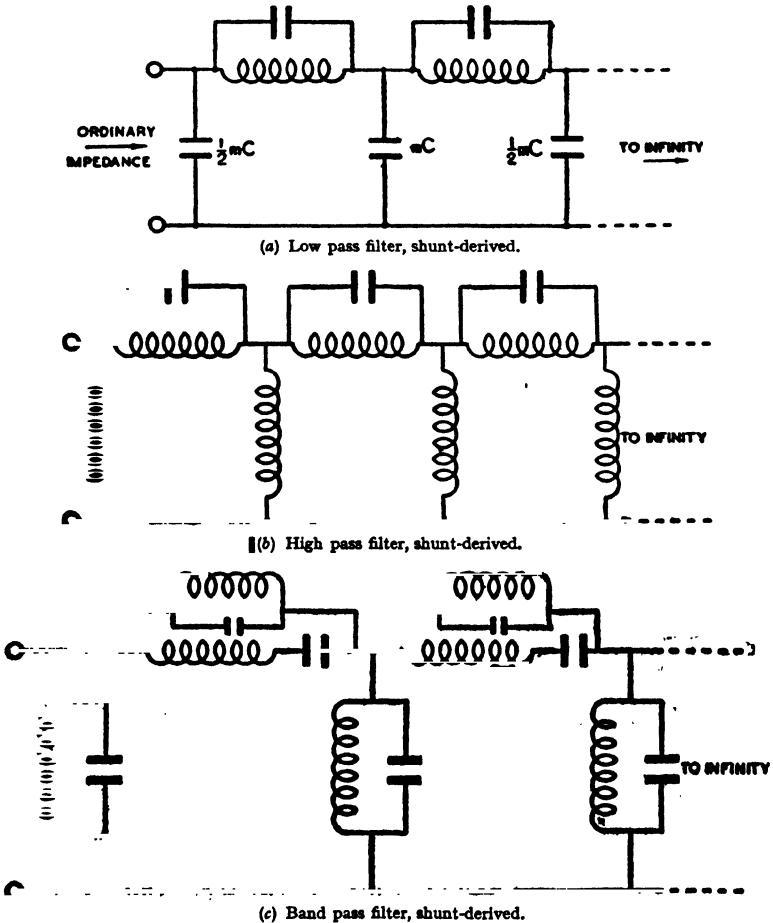 ORDINARY
IMPEDANCE
½mC
mC
½mC
TO INFINITY
(a) Low pass filter, shunt-derived.
TO INFINITY
(b) High pass filter, shunt-derived.
TO INFINITY
(c) Band pass filter, shunt-derived.